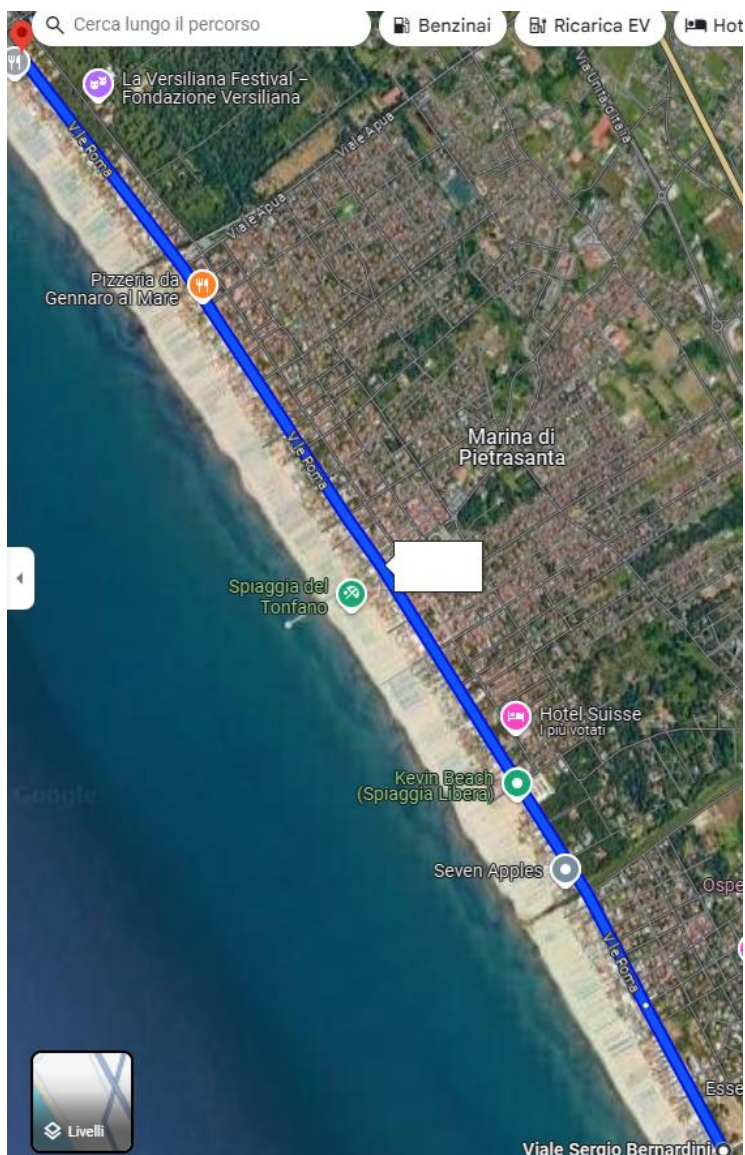 Cerca lungo il percorso
Benzinai
Ricarica EV
Hot
La Versiliana Festival –
Fondazione Versiliana
V.le Roma
Viale Apua
Viale Apua
Via Unità d'Italia
Pizzeria da
Gennaro al Mare
V.le Roma
Marina di
Pietrasanta
Spiaggia del
Tonfano
Hotel Suisse
I più votati
Kevin Beach
(Spiaggia Libera)
Google
Seven Apples
Ospe
V.le Roma
Esse
Livelli
Viale Sergio Bernardini